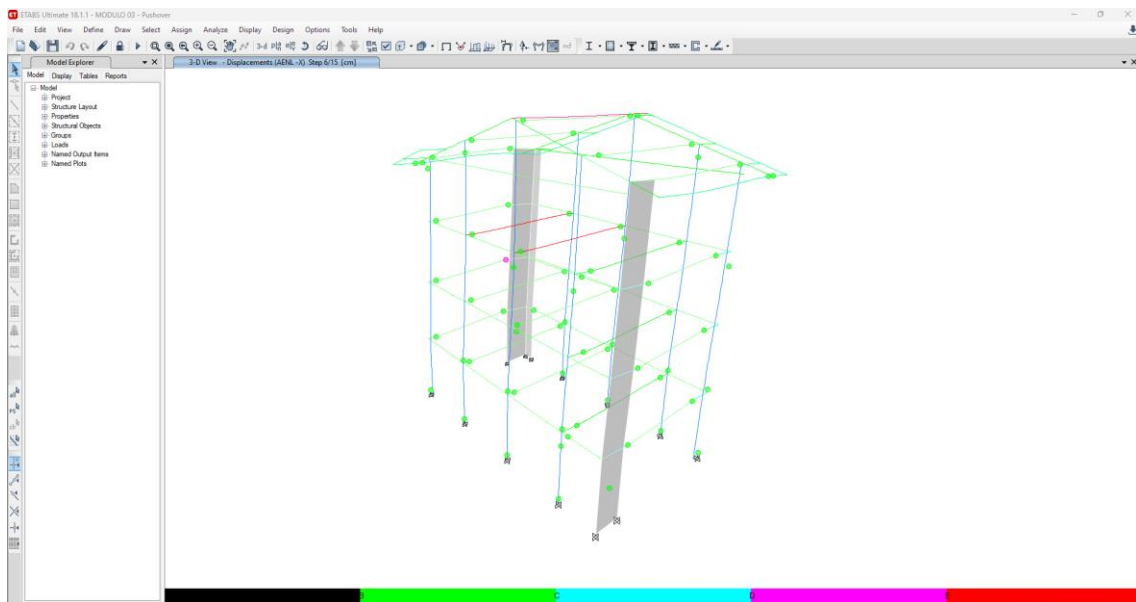 ETABS Ultimate 18.1.1 - MODULO 03 - Pushover
File Edit View Define Draw Select Assign Analyze Display Design Options Tools Help
Model Explorer
3-D View - Displacements (AENL -X) Step 6/15 [cm]
Model Display Tables Reports
Model
Project
Structure Layout
Properties
Structural Objects
Groups
Loads
Named Output Items
Named Plots
B C D E